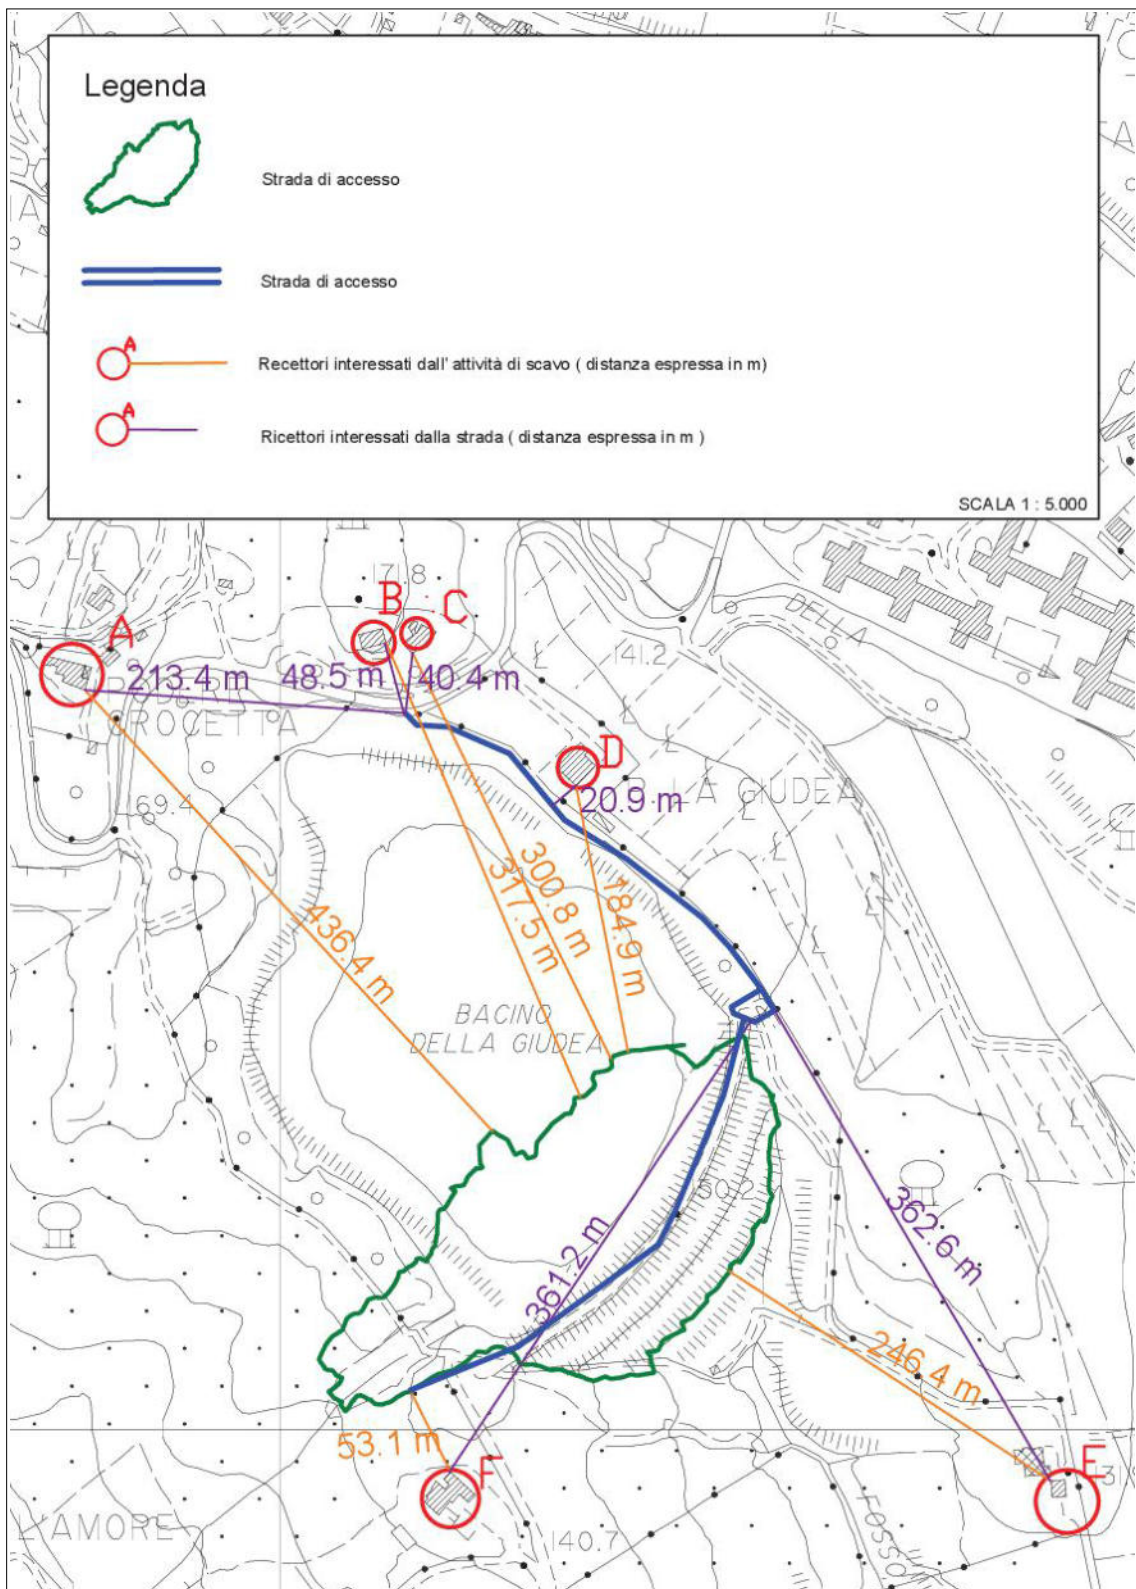 Legenda
Strada di accesso
Strada di accesso
A
Recettori interessati dall' attività di scavo ( distanza espressa in m)
A
Ricettori interessati dalla strada ( distanza espressa in m )
SCALA 1 : 5.000
171.8
B
C
A
DELLA
141.2
213.4 m
48.5 m
40.4 m
CROCETTA
D
20.9 m
LA GIUDEA
169.4
300.8 m
317.5 m
184.9 m
436.4 m
BACINO
DELLA GIUDEA
150.2
362.6 m
361.2 m
246.4 m
53.1 m
F
E
L'AMORE
140.7
FOSSO